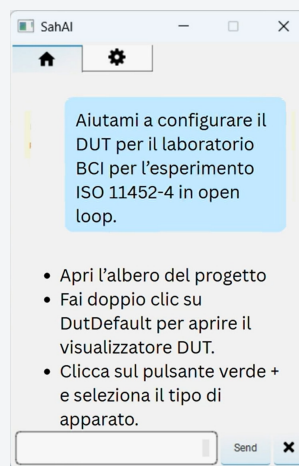 SahAI
Aiutami a configurare il
DUT per il laboratorio
BCI per l’esperimento
ISO 11452-4 in open
loop.
• Apri l’albero del progetto
• Fai doppio clic su
DutDefault per aprire il
visualizzatore DUT.
• Clicca sul pulsante verde +
e seleziona il tipo di
apparato.
Send